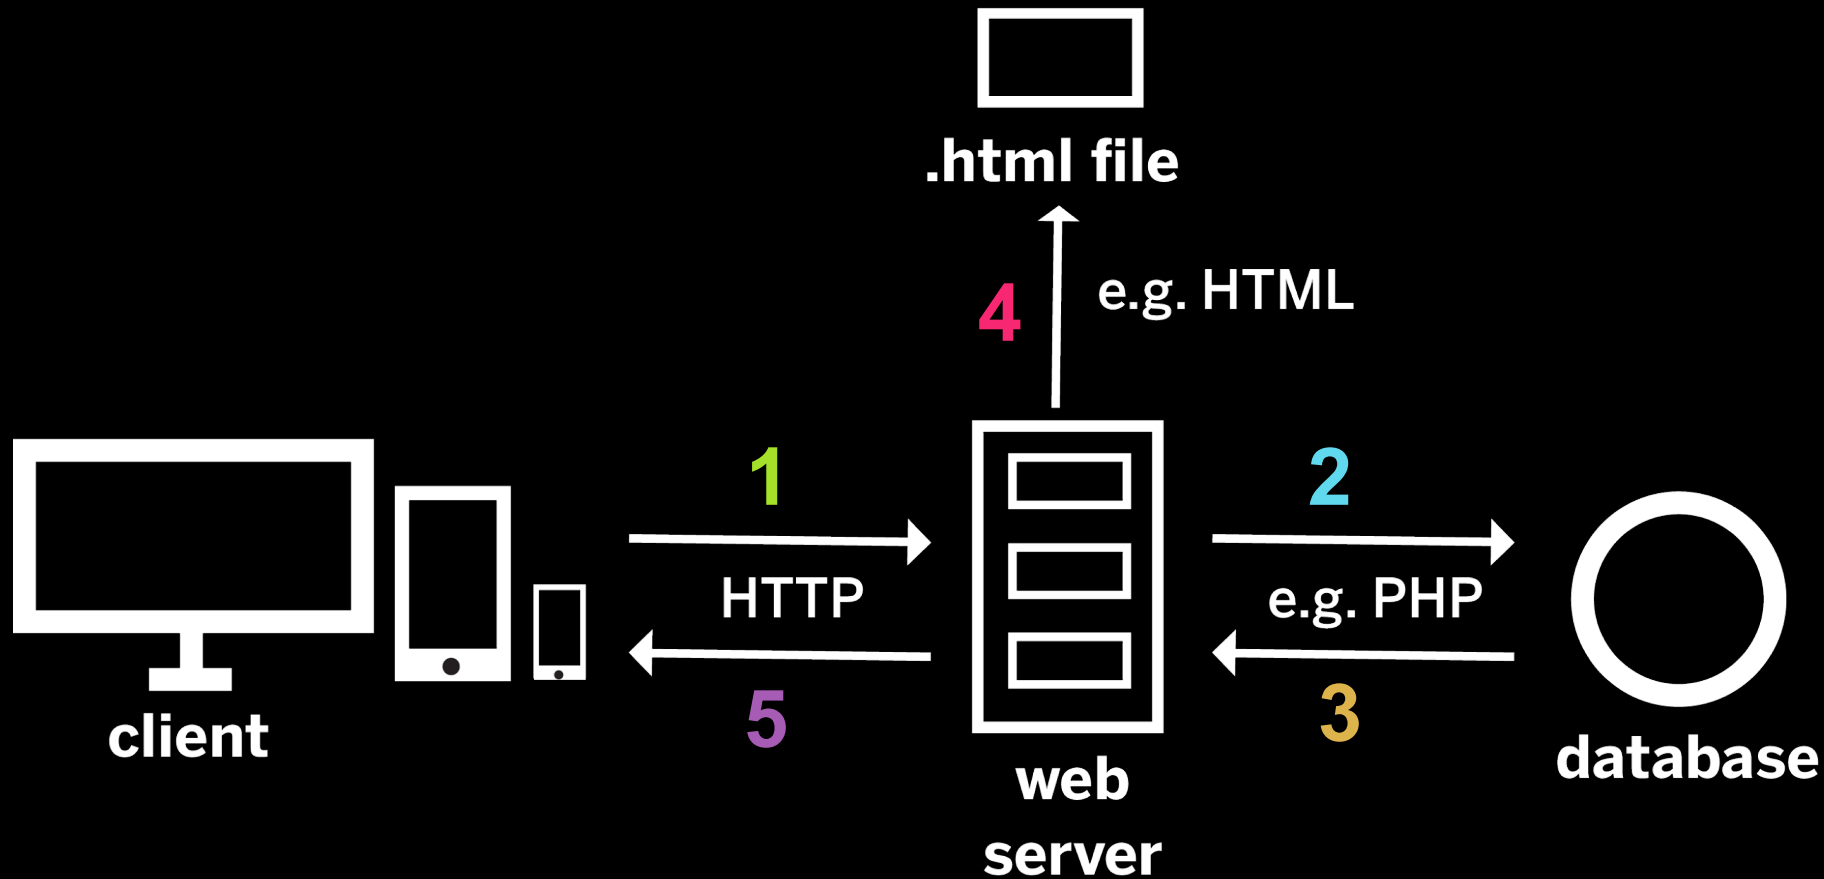 .html file
4
e.g. HTML
1
2
HTTP
e.g. PHP
5
3
client
web
server
database